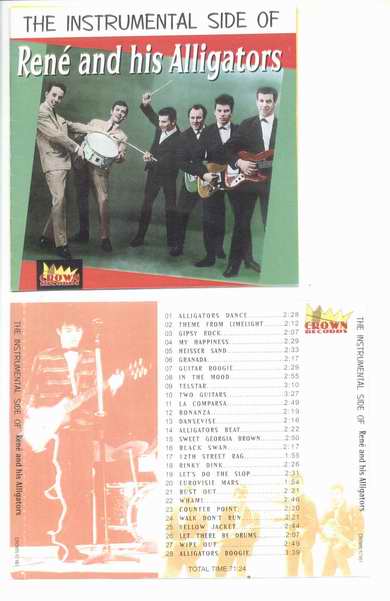 THE INSTRUMENTAL SIDE OF
René and his Alligators
CROWN
RECORDS
THE INSTRUMENTAL SIDE OF René and his Alligators
01 ALLIGATORS DANCE 2:28
02 THEME FROM LIMELIGHT 2:12
03 GIPSY ROCK 2:07
04 MY HAPPINESS 2:29
05 HEISSER SAND 2:33
06 GRANADA 2:17
07 GUITAR BOOGIE 2:29
08 IN THE MOOD 2:55
09 TELSTAR 3:10
10 TWO GUITARS 3:27
11 LA COMPARSA 2:49
12 BONANZA 2:19
13 DANSEVISE 2:16
14 ALLIGATORS BEAT 2:22
15 SWEET GEORGIA BROWN 2:50
16 BLACK SWAN 2:17
17 12TH STREET RAG 1:55
18 HINKY DINK 2:26
19 LET'S DO THE SLOP 2:33
20 EUROVISIE MARS 1:54
21 BUST OUT 2:21
22 WHAM! 2:46
23 COUNTER POINT 2:20
24 WALK DON'T RUN 2:21
25 YELLOW JACKET 2:44
26 LET THERE BE DRUMS 2:07
27 WIPE OUT 2:49
28 ALLIGATORS BOOGIE 3:39
TOTAL TIME 71:24
CROWN
RECORDS
THE INSTRUMENTAL SIDE OF René and his Alligators